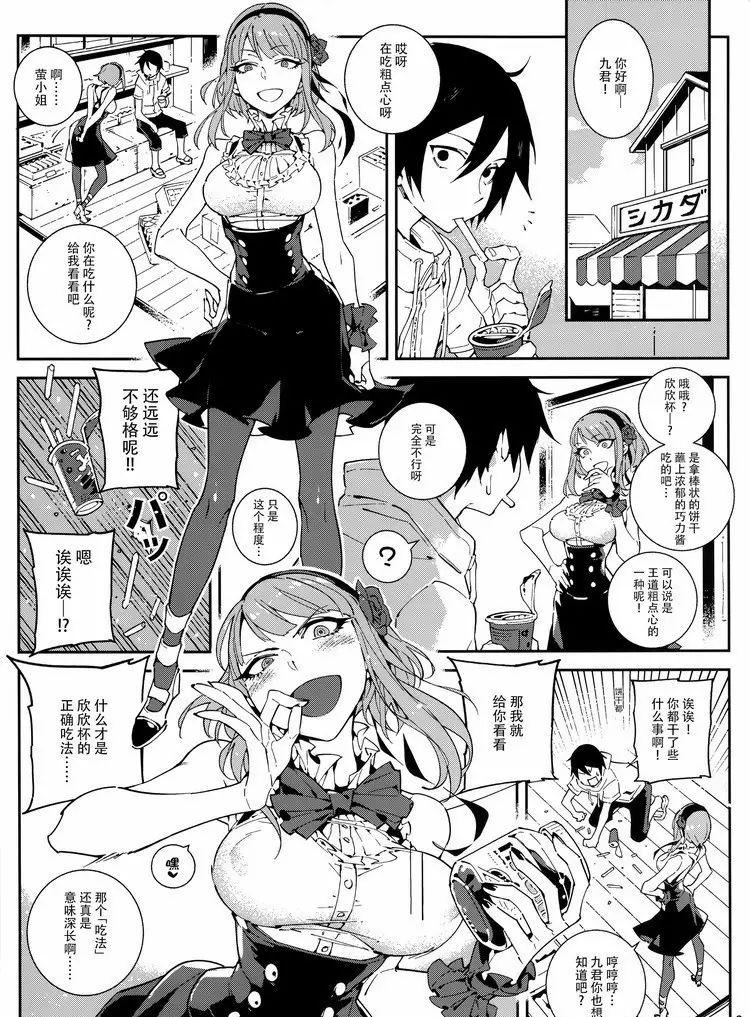 你好啊—
九君！
シカダ
哎呀
在吃粗点心呀
啊……
萤小姐
你在吃什么呢？
给我看看吧
哦哦？
欣欣杯—？
是拿棒状的饼干
蘸上浓郁的巧力酱
吃的吧…
可以说是
王道粗点心的
一种呢！
可是
完全不行呀
？
只是
这个程度…
还远远
不够格呢!!
パッ
嗯
诶诶诶—!?
诶诶！
你都干了些
什么事啊！
饼干都
哼哼哼…
九君你也想
知道吧？
那我就
给你看看
什么才是
欣欣杯的
正确吃法……
嘿
那个「吃法」
还真是
意味深长啊…